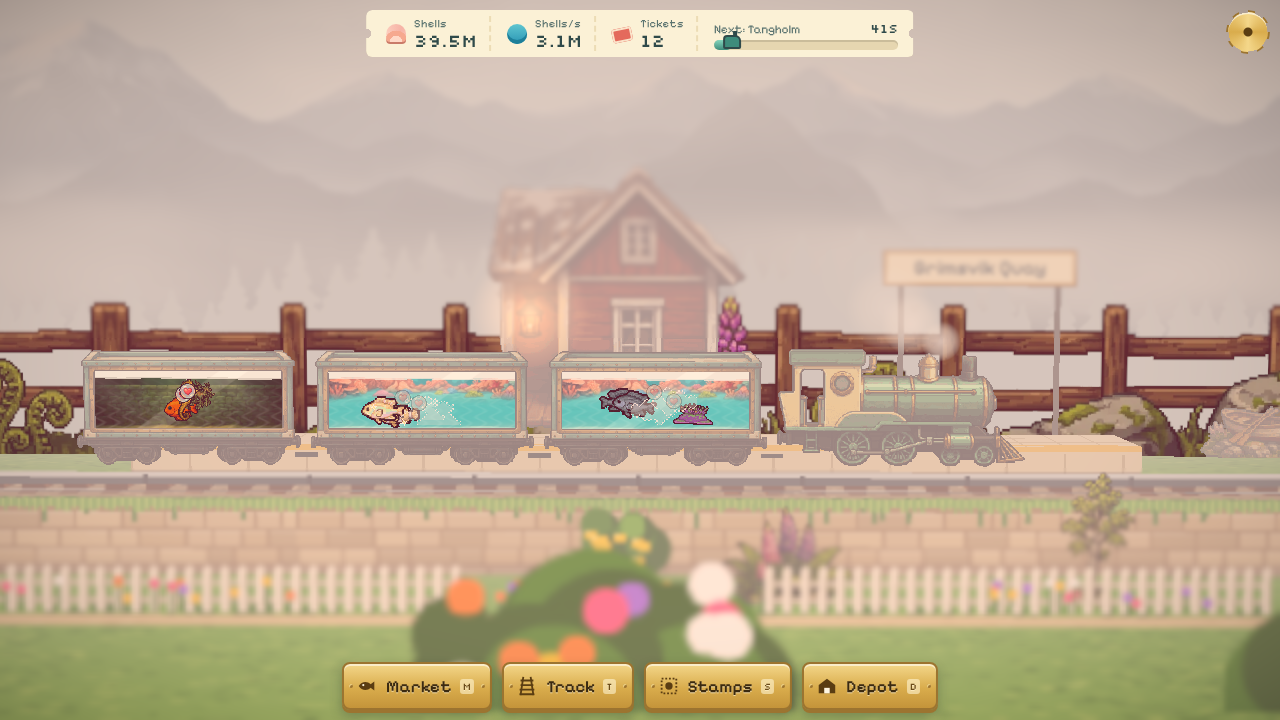 Shells
39.5M
Shells/s
3.1M
Tickets
12
Next: Tangholm
41s
Grimsvik Quay
Market M
Track T
Stamps S
Depot D